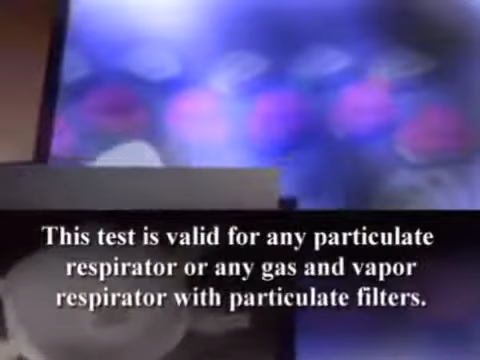 This test is valid for any particulate
respirator or any gas and vapor
respirator with particulate filters.